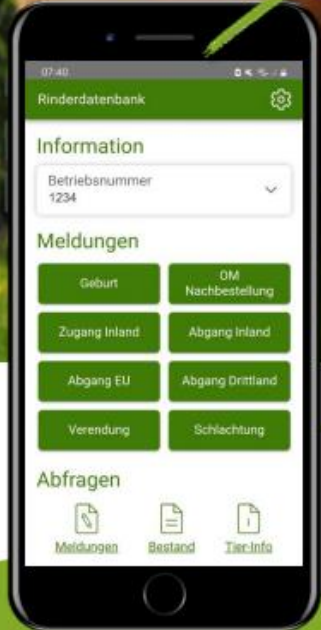 07:40
Rinderdatenbank
Information
Betriebsnummer
1234
Meldungen
Geburt
OM
Nachbestellung
Zugang Inland
Abgang Inland
Abgang EU
Abgang Drittland
Verendung
Schlachtung
Abfragen
Meldungen
Bestand
Tier-Info